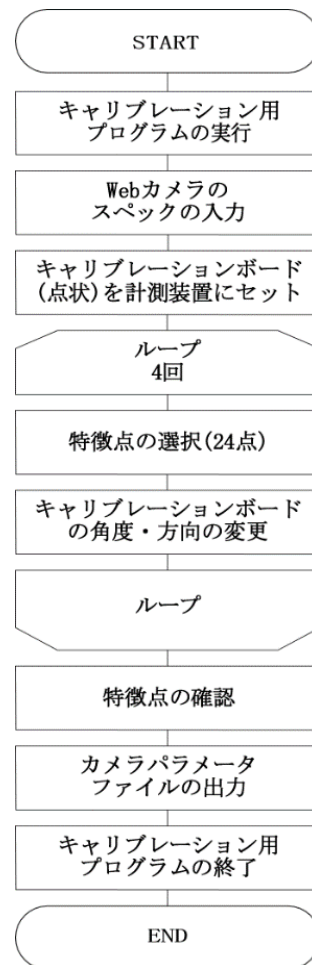 START
キャリブレーション用
プログラムの実行
Webカメラの
スペックの入力
キャリブレーションボード
(点状)を計測装置にセット
ループ
4回
特徴点の選択(24点)
キャリブレーションボード
の角度・方向の変更
ループ
特徴点の確認
カメラパラメータ
ファイルの出力
キャリブレーション用
プログラムの終了
END